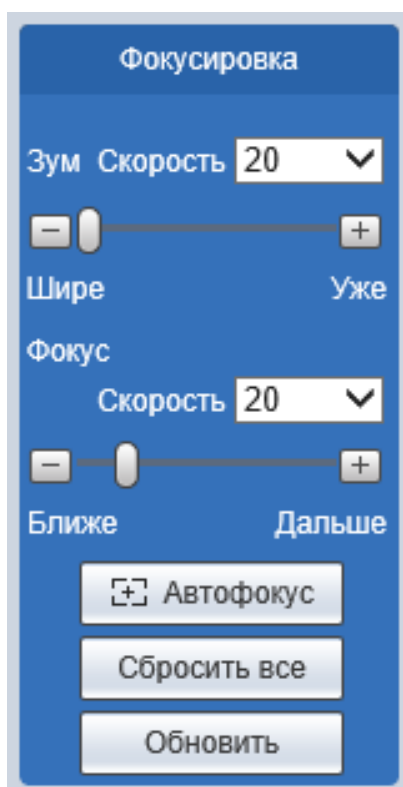 Фокусировка
Зум Скорость 20
Шире Уже
Фокус
Скорость 20
Ближе Дальше
Автофокус
Сбросить все
Обновить